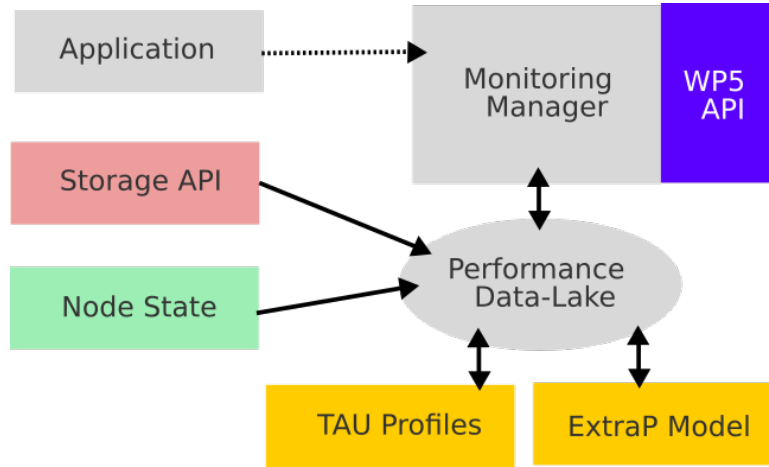 Application
Monitoring
Manager
WP5
API
Storage API
Performance
Data-Lake
Node State
TAU Profiles
ExtraP Model